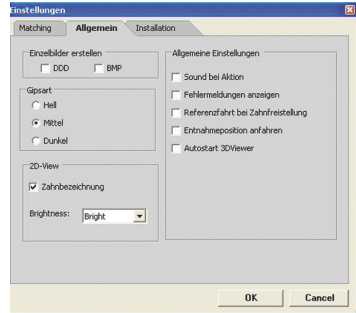 Einstellungen
Matching Allgemein Installation
Einzelbilder erstellen
DDD BMP
Gipsart
Hell
Mittel
Dunkel
2D-View
Zahnbezeichnung
Brightness: Bright
Allgemeine Einstellungen
Sound bei Aktion
Fehlermeldungen anzeigen
Referenzfahrt bei Zahnfreistellung
Entnahmeposition anfahren
Autostart 3DViewer
OK Cancel